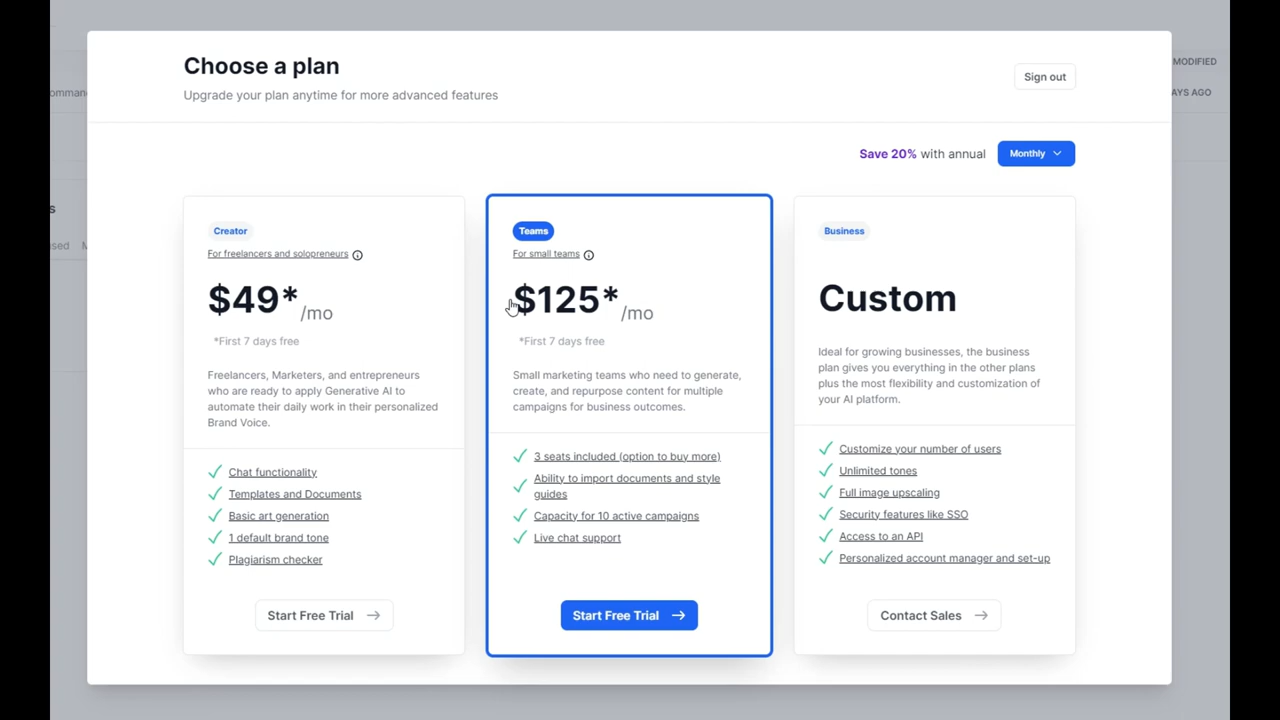 Choose a plan
Upgrade your plan anytime for more advanced features
Sign out
MODIFIED
AYS AGO
ommand
s
used
M
Save 20% with annual
Monthly
Creator
For freelancers and solopreneurs
$49*/mo
*First 7 days free
Freelancers, Marketers, and entrepreneurs
who are ready to apply Generative AI to
automate their daily work in their personalized
Brand Voice.
Chat functionality
Templates and Documents
Basic art generation
1 default brand tone
Plagiarism checker
Start Free Trial
Teams
For small teams
$125*/mo
*First 7 days free
Small marketing teams who need to generate,
create, and repurpose content for multiple
campaigns for business outcomes.
3 seats included (option to buy more)
Ability to import documents and style
guides
Capacity for 10 active campaigns
Live chat support
Start Free Trial
Business
Custom
Ideal for growing businesses, the business
plan gives you everything in the other plans
plus the most flexibility and customization of
your AI platform.
Customize your number of users
Unlimited tones
Full image upscaling
Security features like SSO
Access to an API
Personalized account manager and set-up
Contact Sales